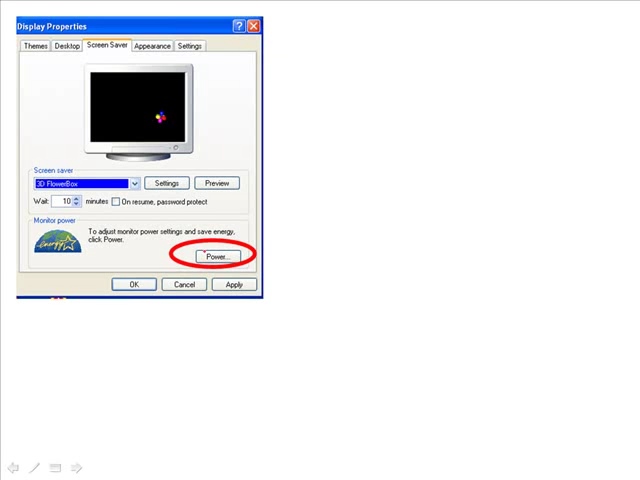 Display Properties
Themes Desktop Screen Saver Appearance Settings
Screen saver
3D FlowerBox Settings Preview
Wait: 10 minutes On resume, password protect
Monitor power
To adjust monitor power settings and save energy,
click Power.
energy
Power...
OK Cancel Apply